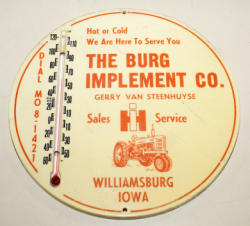 Hot or Cold
We Are Here To Serve You
THE BURG
IMPLEMENT CO.
GERRY VAN STEENHUYSE
Sales IH Service
WILLIAMSBURG
IOWA
DIAL MO 8-1421